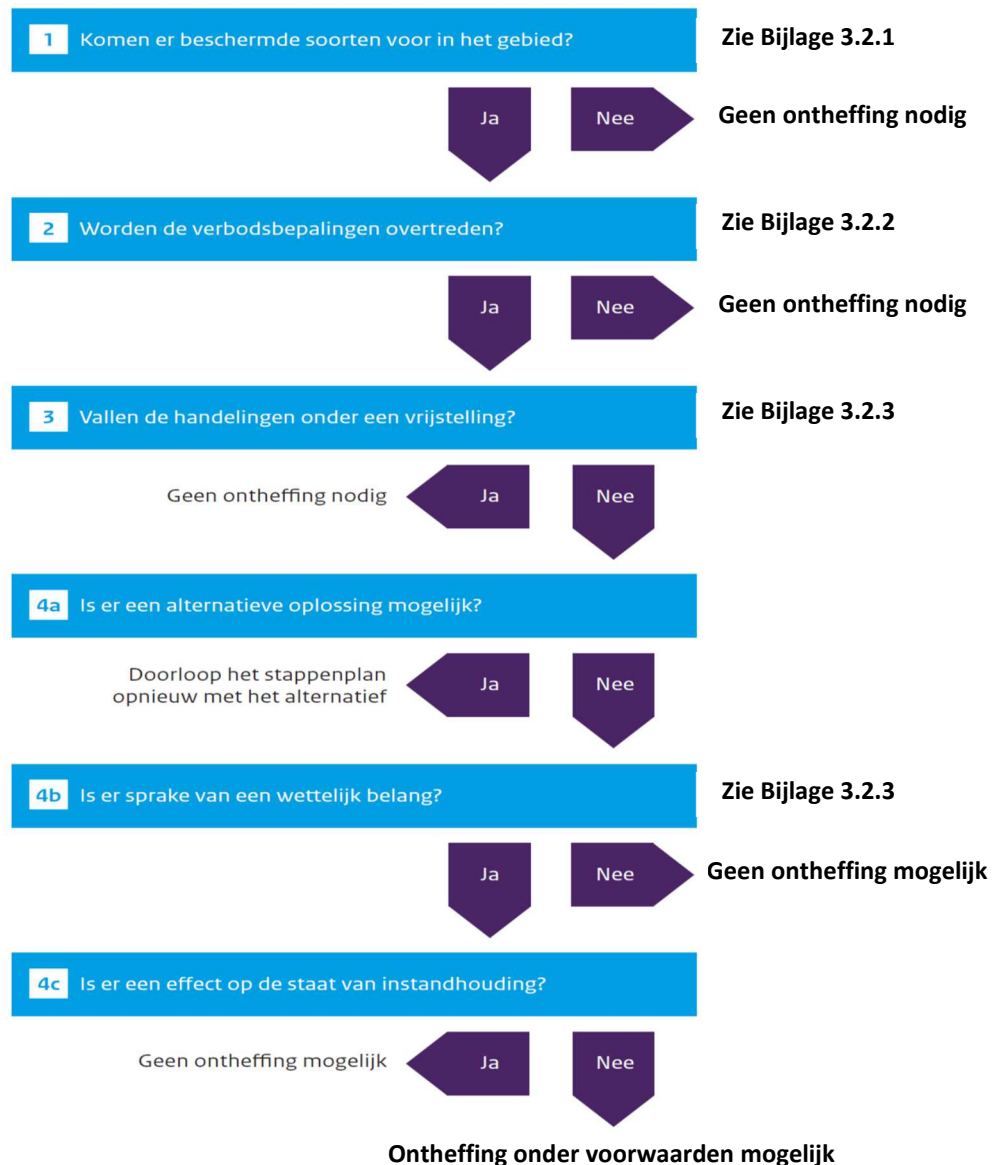 1 Komen er beschermde soorten voor in het gebied? Zie Bijlage 3.2.1
Ja Nee Geen ontheffing nodig
2 Worden de verbodsbepalingen overtreden? Zie Bijlage 3.2.2
Ja Nee Geen ontheffing nodig
3 Vallen de handelingen onder een vrijstelling? Zie Bijlage 3.2.3
Geen ontheffing nodig Ja Nee
4a Is er een alternatieve oplossing mogelijk?
Doorloop het stappenplan
opnieuw met het alternatief Ja Nee
4b Is er sprake van een wettelijk belang? Zie Bijlage 3.2.3
Ja Nee Geen ontheffing mogelijk
4c Is er een effect op de staat van instandhouding?
Geen ontheffing mogelijk Ja Nee
Ontheffing onder voorwaarden mogelijk